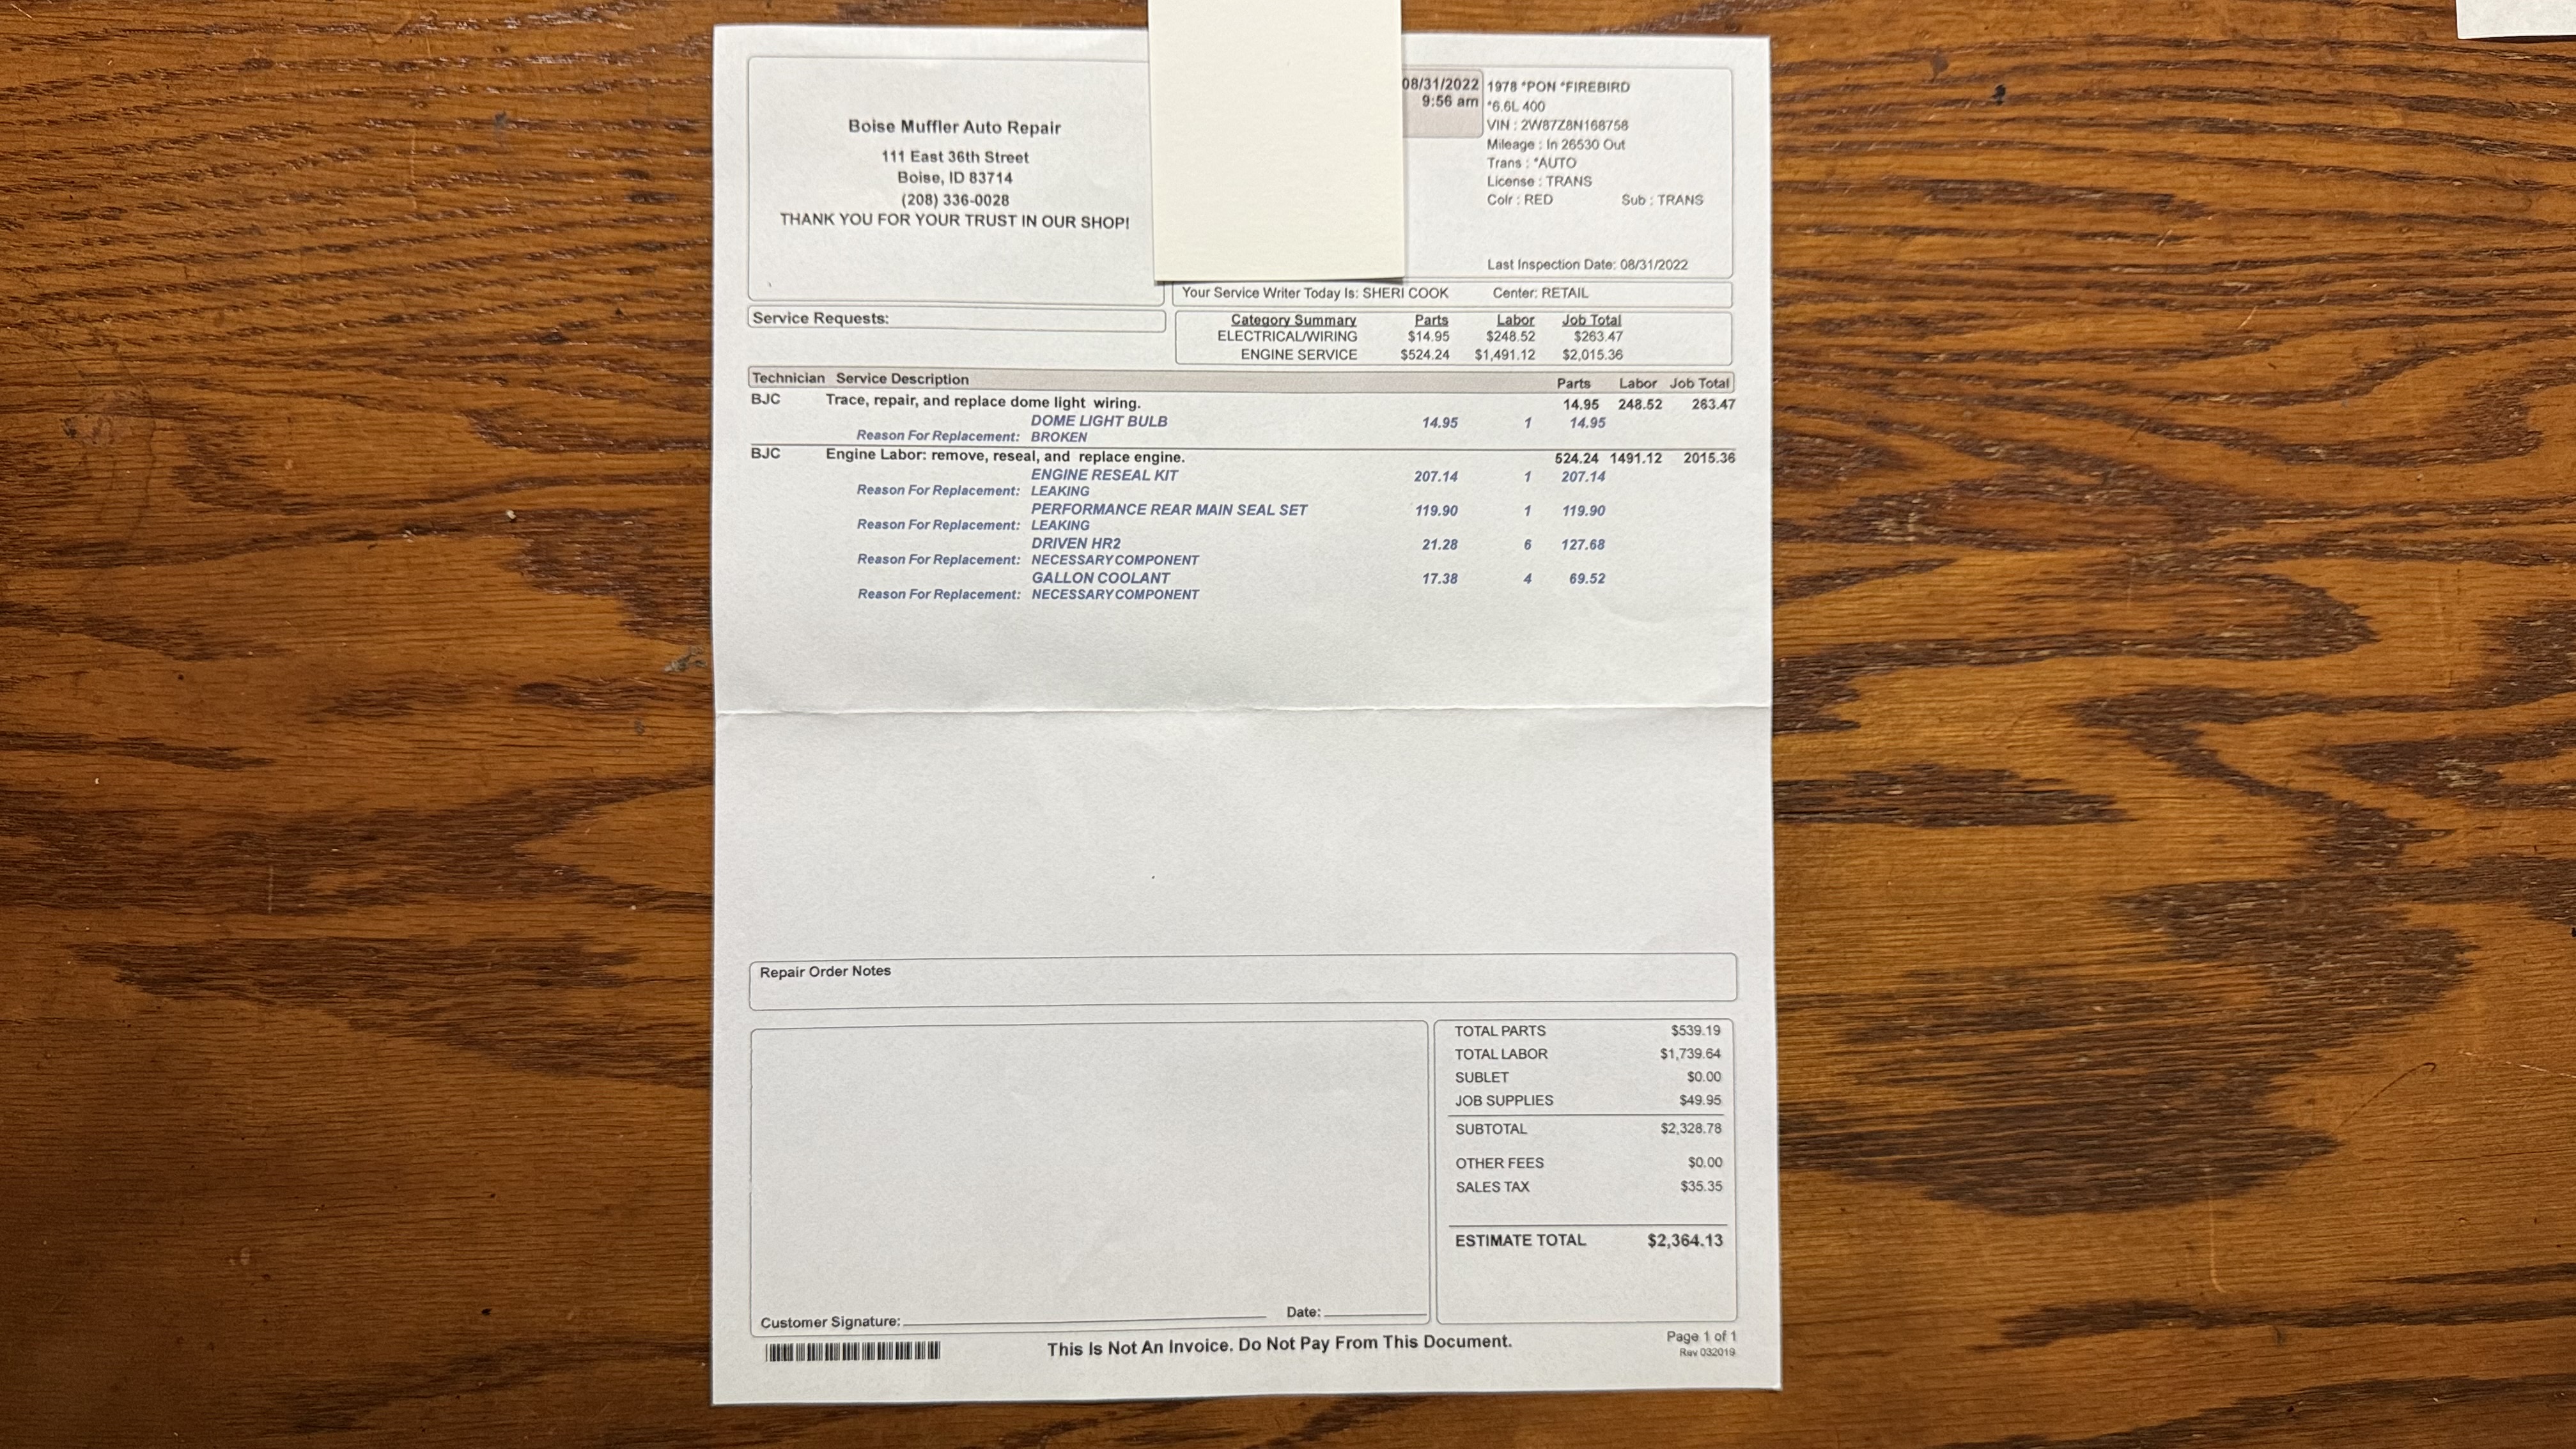 Boise Muffler Auto Repair
111 East 36th Street
Boise, ID 83714
(208) 336-0028
THANK YOU FOR YOUR TRUST IN OUR SHOP!
08/31/2022
9:56 am
1978 *PON *FIREBIRD
*6.6L 400
VIN : 2W87Z8N168758
Mileage : In 26530 Out
Trans : *AUTO
License : TRANS
Colr : RED Sub : TRANS
Last Inspection Date: 08/31/2022
Your Service Writer Today Is: SHERI COOK Center: RETAIL
Service Requests:
Category Summary Parts Labor Job Total
ELECTRICAL/WIRING $14.95 $248.52 $263.47
ENGINE SERVICE $524.24 $1,491.12 $2,015.36
Technician Service Description Parts Labor Job Total
BJC Trace, repair, and replace dome light wiring. 14.95 248.52 263.47
DOME LIGHT BULB 14.95 1 14.95
Reason For Replacement: BROKEN
BJC Engine Labor: remove, reseal, and replace engine. 524.24 1491.12 2015.36
ENGINE RESEAL KIT 207.14 1 207.14
Reason For Replacement: LEAKING
PERFORMANCE REAR MAIN SEAL SET 119.90 1 119.90
Reason For Replacement: LEAKING
DRIVEN HR2 21.28 6 127.68
Reason For Replacement: NECESSARY COMPONENT
GALLON COOLANT 17.38 4 69.52
Reason For Replacement: NECESSARY COMPONENT
Repair Order Notes
TOTAL PARTS $539.19
TOTAL LABOR $1,739.64
SUBLET $0.00
JOB SUPPLIES $49.95
SUBTOTAL $2,328.78
OTHER FEES $0.00
SALES TAX $35.35
ESTIMATE TOTAL $2,364.13
Customer Signature: Date:
This Is Not An Invoice. Do Not Pay From This Document.
Page 1 of 1
Rev 032019